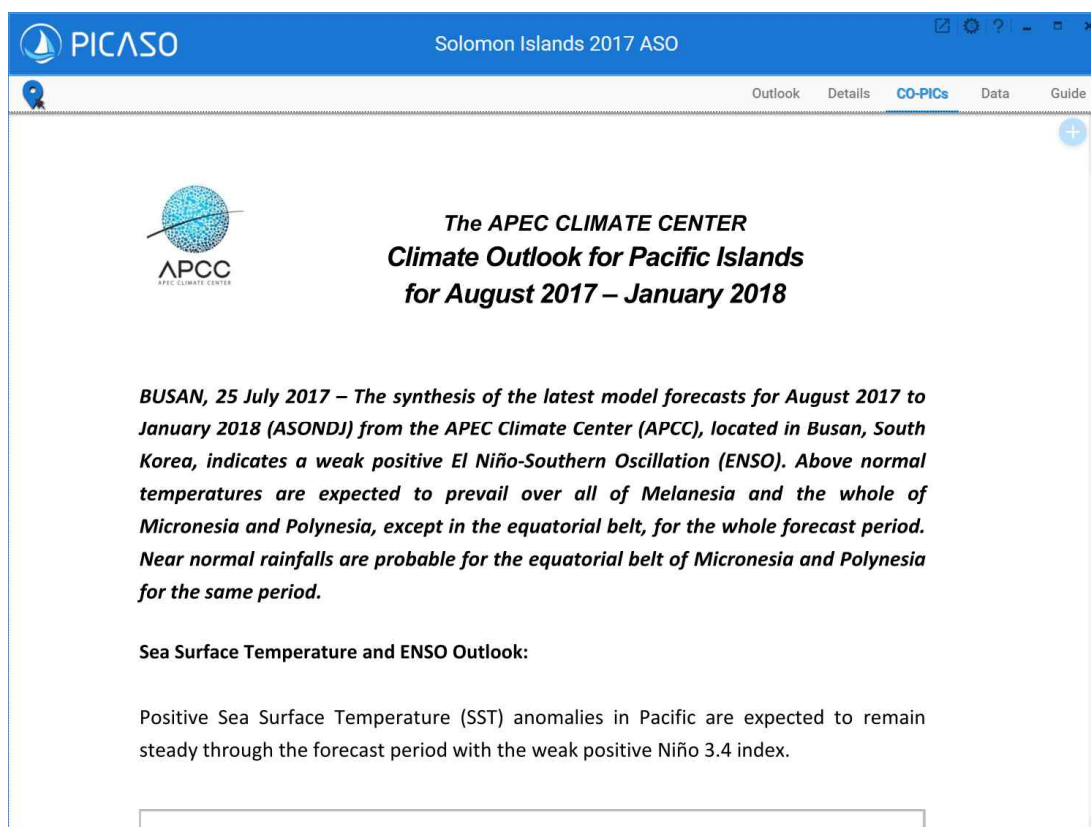 PICASO
Solomon Islands 2017 ASO
Outlook Details CO-PICs Data Guide
APCC
APEC CLIMATE CENTER
The APEC CLIMATE CENTER
Climate Outlook for Pacific Islands
for August 2017 – January 2018
BUSAN, 25 July 2017 – The synthesis of the latest model forecasts for August 2017 to
January 2018 (ASONDJ) from the APEC Climate Center (APCC), located in Busan, South
Korea, indicates a weak positive El Niño-Southern Oscillation (ENSO). Above normal
temperatures are expected to prevail over all of Melanesia and the whole of
Micronesia and Polynesia, except in the equatorial belt, for the whole forecast period.
Near normal rainfalls are probable for the equatorial belt of Micronesia and Polynesia
for the same period.
Sea Surface Temperature and ENSO Outlook:
Positive Sea Surface Temperature (SST) anomalies in Pacific are expected to remain
steady through the forecast period with the weak positive Niño 3.4 index.